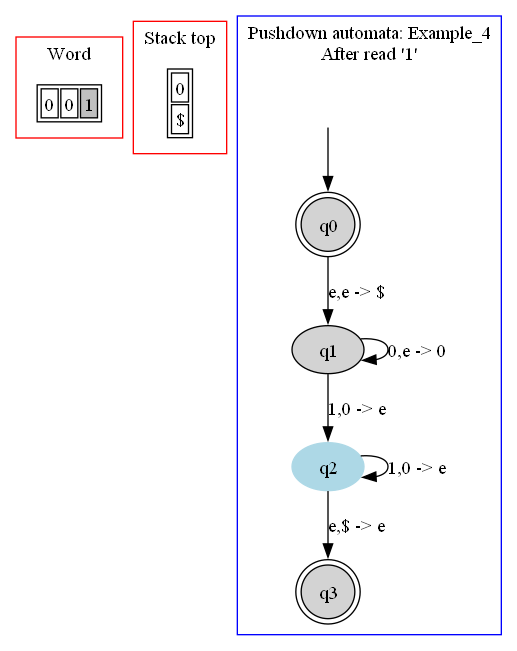 Word
0 0 1
Stack top
0
$
Pushdown automata: Example_4
After read '1'
q0
e,e -> $
q1
0,e -> 0
1,0 -> e
q2
1,0 -> e
e,$ -> e
q3